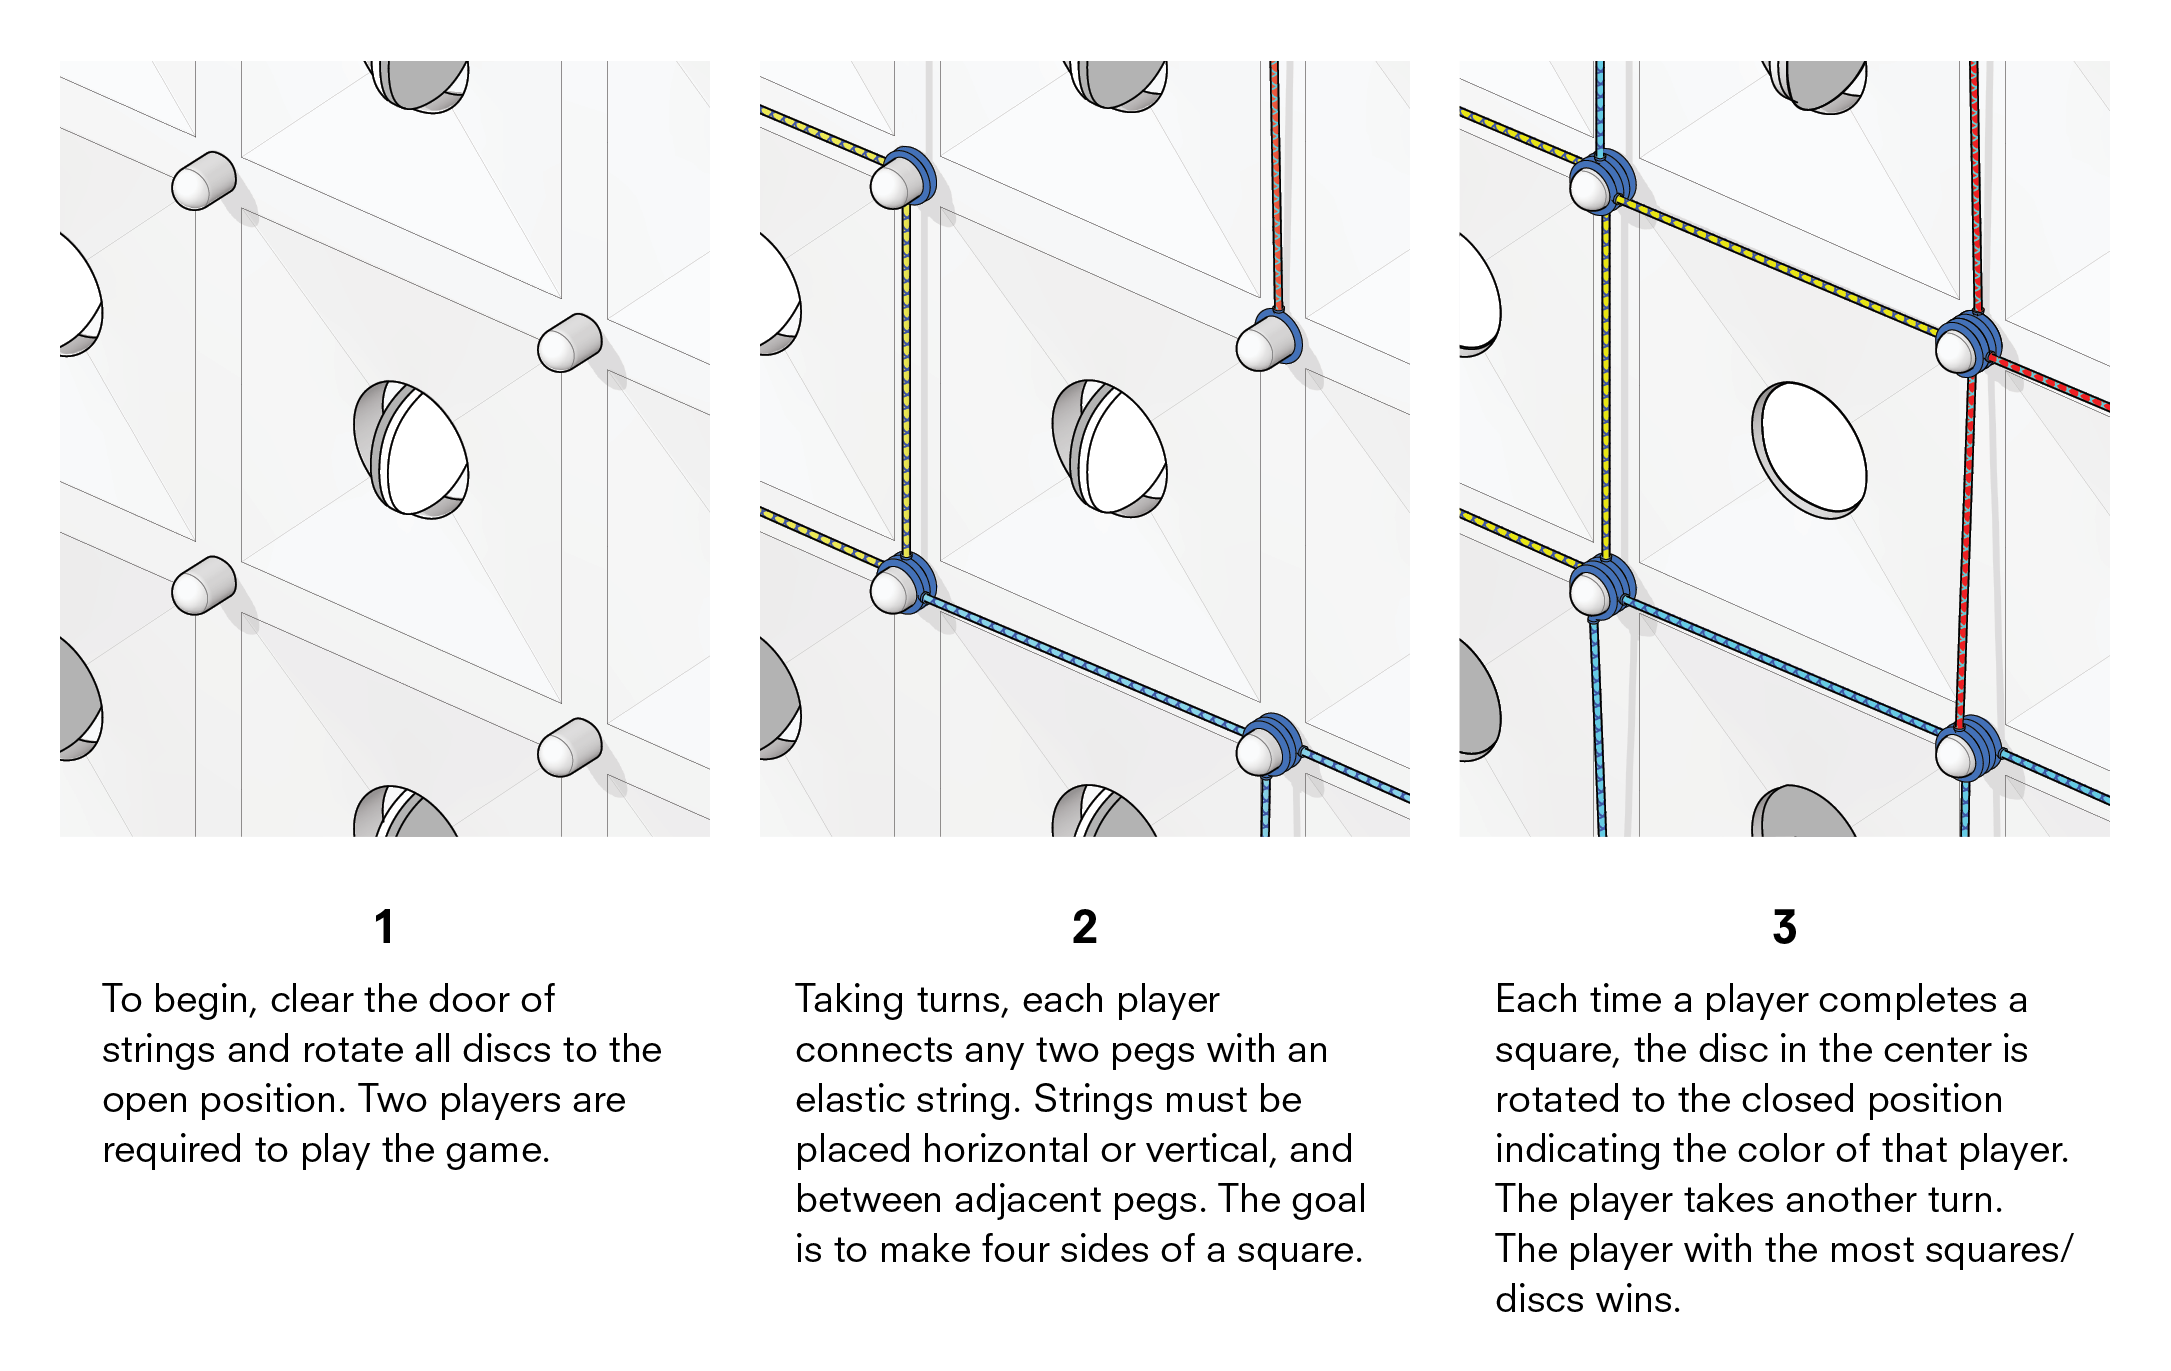 1
To begin, clear the door of
strings and rotate all discs to the
open position. Two players are
required to play the game.
2
Taking turns, each player
connects any two pegs with an
elastic string. Strings must be
placed horizontal or vertical, and
between adjacent pegs. The goal
is to make four sides of a square.
3
Each time a player completes a
square, the disc in the center is
rotated to the closed position
indicating the color of that player.
The player takes another turn.
The player with the most squares/
discs wins.